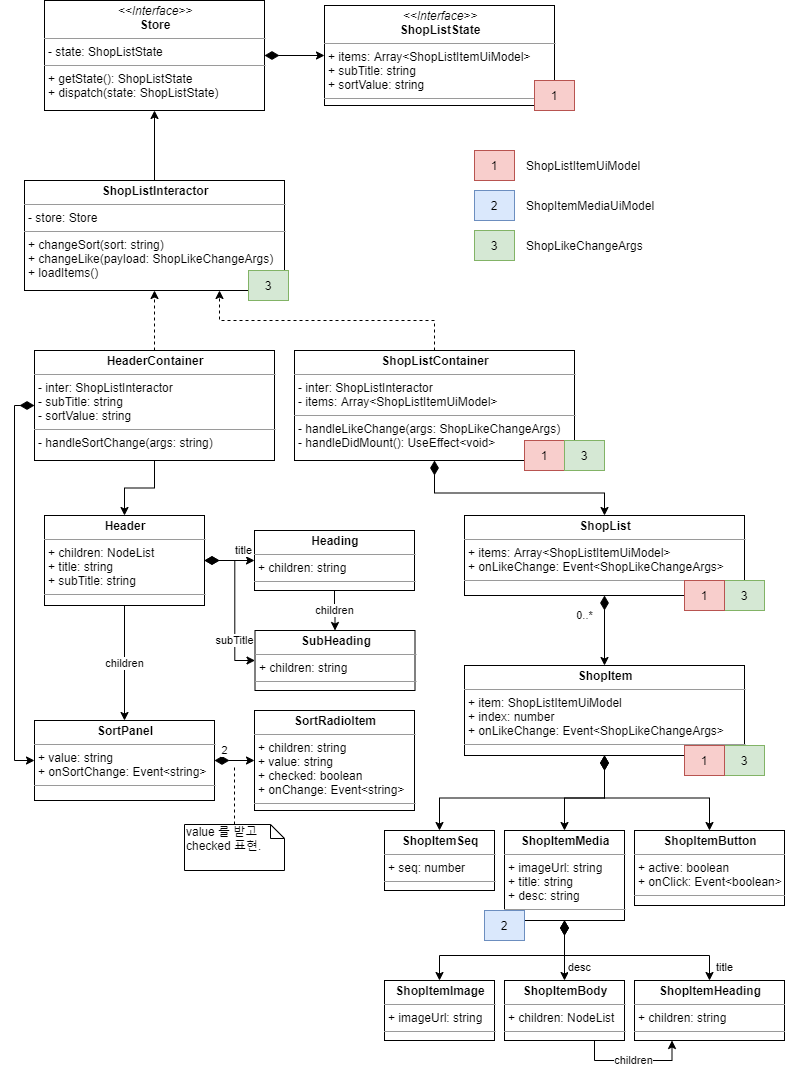 <<Interface>>
Store
- state: ShopListState
+ getState(): ShopListState
+ dispatch(state: ShopListState)
<<Interface>>
ShopListState
+ items: Array<ShopListItemUiModel>
+ subTitle: string
+ sortValue: string
1
1 ShopListItemUiModel
2 ShopItemMediaUiModel
3 ShopLikeChangeArgs
ShopListInteractor
- store: Store
+ changeSort(sort: string)
+ changeLike(payload: ShopLikeChangeArgs)
+ loadItems()
3
HeaderContainer
- inter: ShopListInteractor
- subTitle: string
- sortValue: string
- handleSortChange(args: string)
ShopListContainer
- inter: ShopListInteractor
- items: Array<ShopListItemUiModel>
- handleLikeChange(args: ShopLikeChangeArgs)
- handleDidMount(): UseEffect<void>
1 3
Header
+ children: NodeList
+ title: string
+ subTitle: string
title
subTitle
Heading
+ children: string
children
SubHeading
+ children: string
children
SortPanel
+ value: string
+ onSortChange: Event<string>
2
SortRadioItem
+ children: string
+ value: string
+ checked: boolean
+ onChange: Event<string>
value 를 받고
checked 표현.
ShopList
+ items: Array<ShopListItemUiModel>
+ onLikeChange: Event<ShopLikeChangeArgs>
1 3
0..*
ShopItem
+ item: ShopListItemUiModel
+ index: number
+ onLikeChange: Event<ShopLikeChangeArgs>
1 3
ShopItemSeq
+ seq: number
ShopItemMedia
+ imageUrl: string
+ title: string
+ desc: string
2
ShopItemButton
+ active: boolean
+ onClick: Event<boolean>
desc
title
ShopItemImage
+ imageUrl: string
ShopItemBody
+ children: NodeList
ShopItemHeading
+ children: string
children